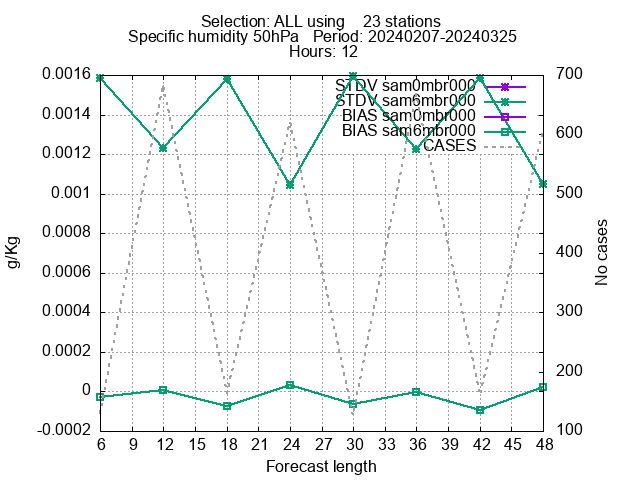 Selection: ALL using    23 stations
Specific humidity 50hPa   Period: 20240207-20240325
Hours: 12
0.0016
0.0014
0.0012
0.001
0.0008
0.0006
0.0004
0.0002
0
-0.0002
g/Kg
STDV sam0mbr000
STDV sam6mbr000
BIAS sam0mbr000
BIAS sam6mbr000
CASES
700
600
500
400
300
200
100
No cases
6 9 12 15 18 21 24 27 30 33 36 39 42 45 48
Forecast length